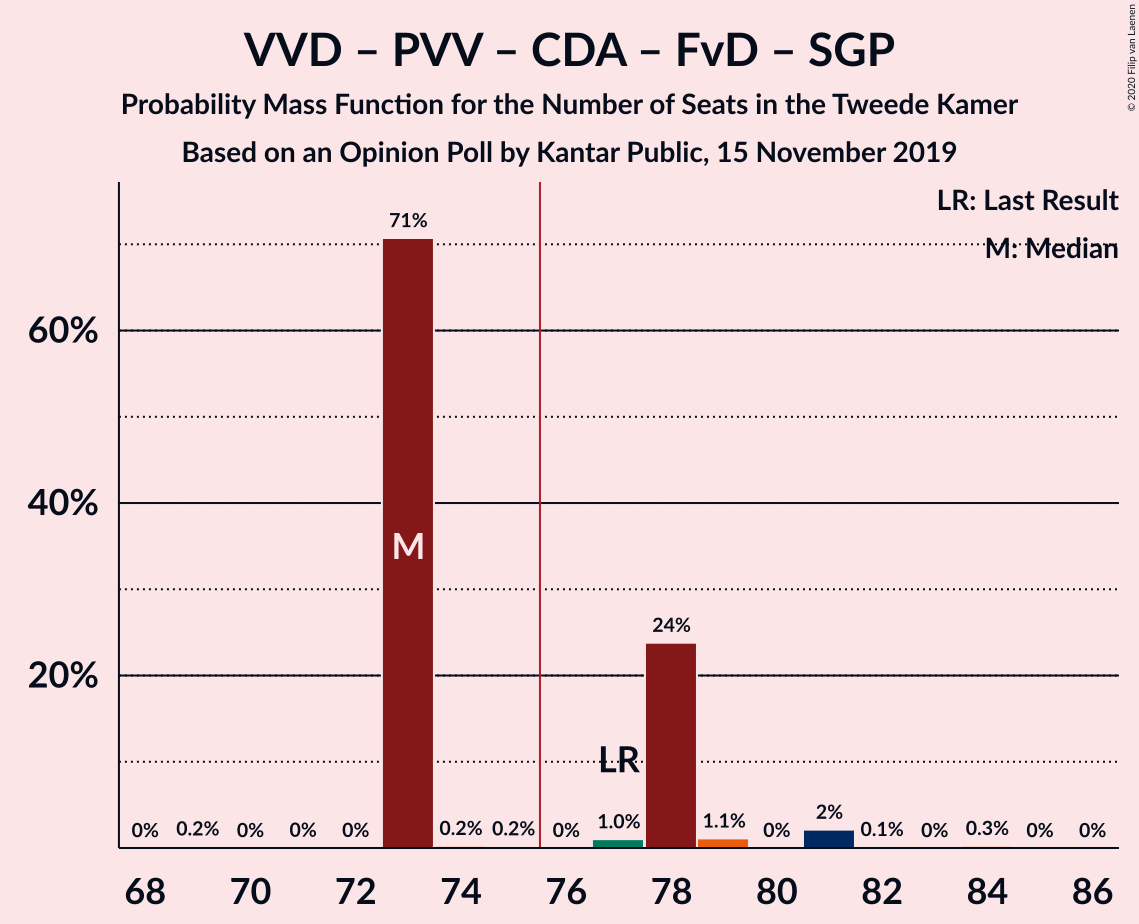 VVD – PVV – CDA – FvD – SGP
Probability Mass Function for the Number of Seats in the Tweede Kamer
Based on an Opinion Poll by Kantar Public, 15 November 2019
© 2020 Filip van Laenen
LR: Last Result
M: Median
60%
40%
20%
71%
M
24%
LR
0%
0.2%
0%
0%
0%
0.2%
0.2%
0%
1.0%
1.1%
0%
2%
0.1%
0%
0.3%
0%
0%
68 70 72 74 76 78 80 82 84 86